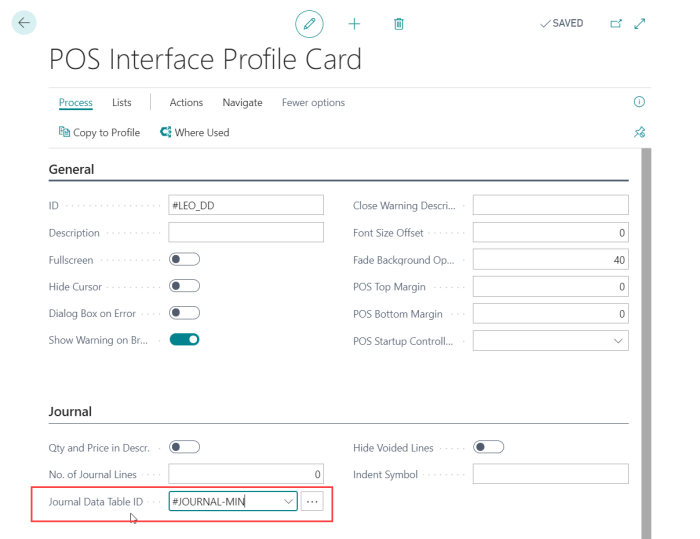 SAVED
POS Interface Profile Card
Process Lists Actions Navigate Fewer options
Copy to Profile Where Used
General
ID #LEO_DD
Close Warning Descri...
Description
Font Size Offset 0
Fullscreen
Fade Background Op... 40
Hide Cursor
POS Top Margin 0
Dialog Box on Error
POS Bottom Margin 0
Show Warning on Br...
POS Startup Controll...
Journal
Qty and Price in Descr.
Hide Voided Lines
No. of Journal Lines 0
Indent Symbol
Journal Data Table ID #JOURNAL-MIN